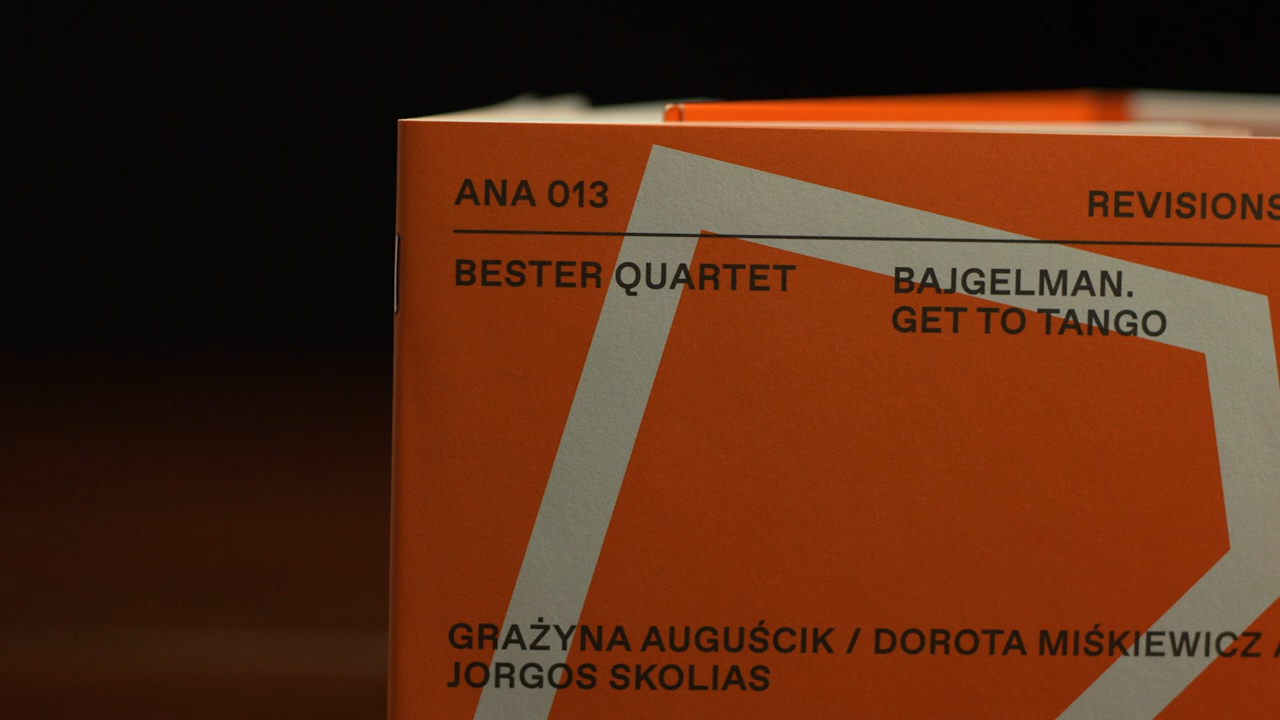 ANA 013
REVISIONS
BESTER QUARTET
BAJGELMAN.
GET TO TANGO
GRAŻYNA AUGUŚCIK / DOROTA MIŚKIEWICZ /
JORGOS SKOLIAS